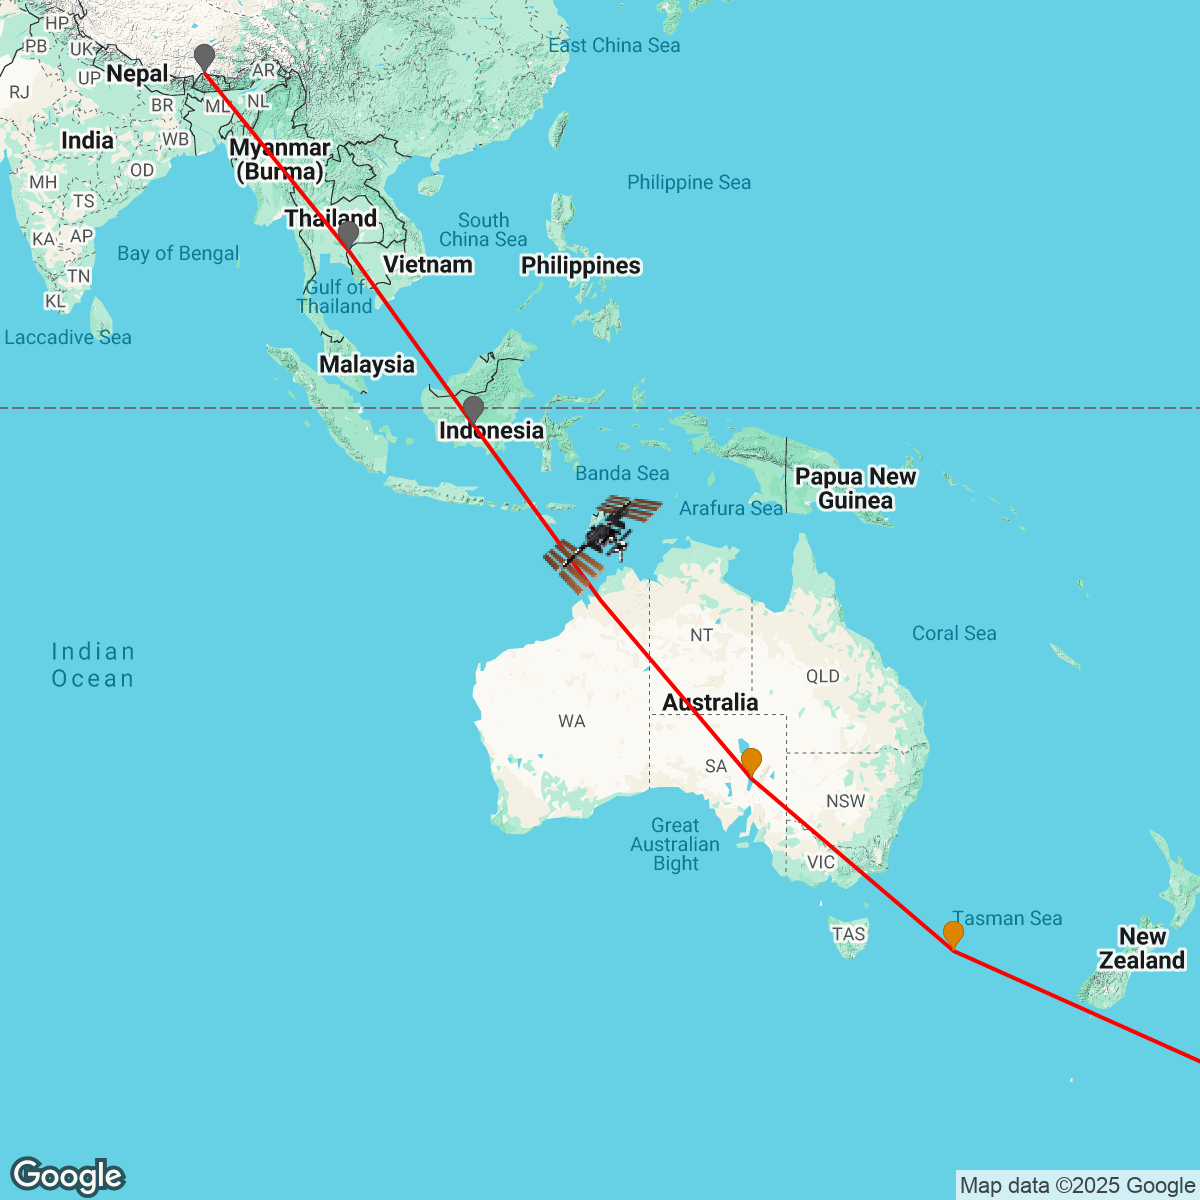 HP
East China Sea
PB
UK
Nepal
AR
UP
RJ
BR
ML
NL
India
WB
Myanmar
(Burma)
OD
MH
Philippine Sea
TS
Thailand
South
China Sea
KA
AP
Bay of Bengal
Vietnam
Philippines
TN
Gulf of
Thailand
KL
Laccadive Sea
Malaysia
Indonesia
Banda Sea
Papua New
Guinea
Arafura Sea
Indian
Ocean
NT
Coral Sea
QLD
Australia
WA
SA
NSW
Great
Australian
Bight
VIC
Tasman Sea
TAS
New
Zealand
Google
Map data ©2025 Google